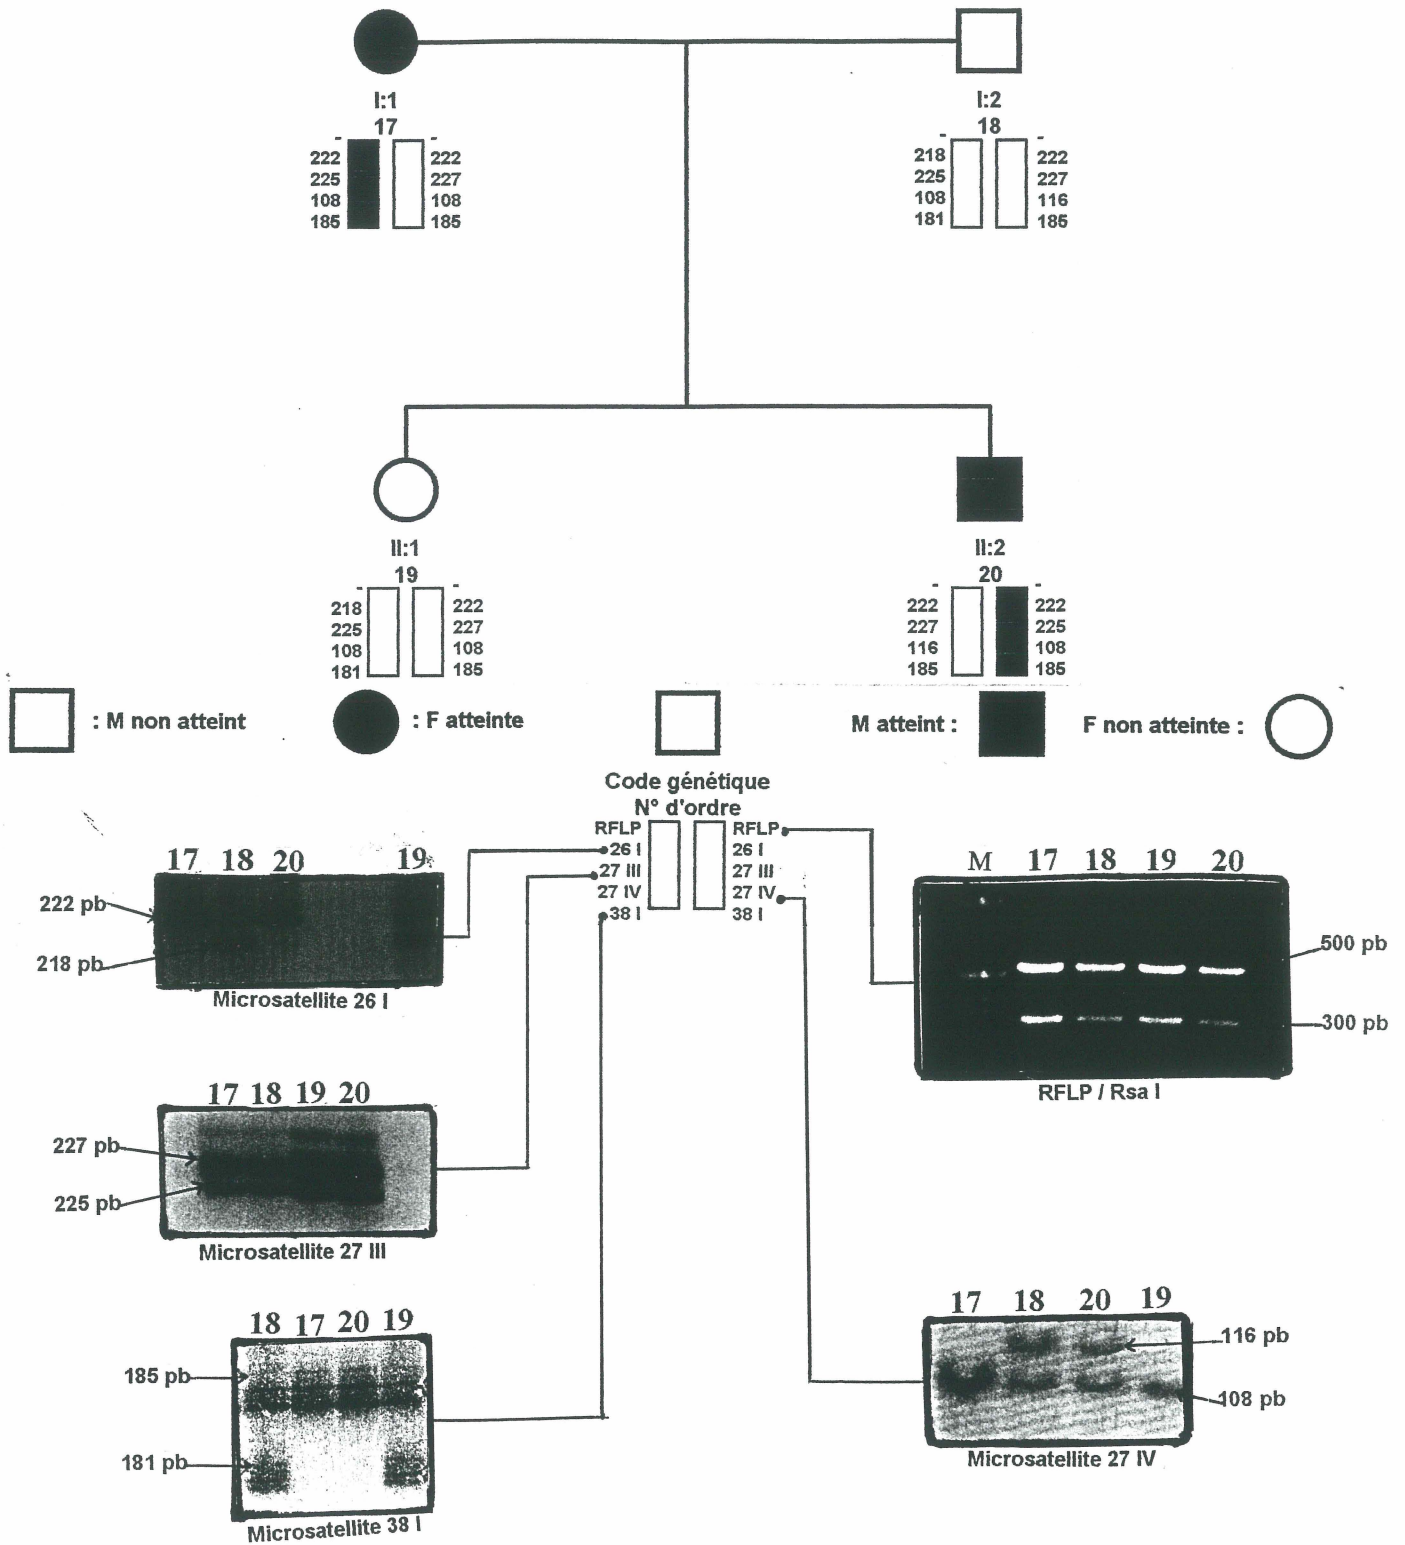 I:1
17
- -
222 222
225 227
108 108
185 185
I:2
18
- -
218 222
225 227
108 116
181 185
II:1
19
- -
218 222
225 227
108 108
181 185
II:2
20
- -
222 222
227 225
116 108
185 185
: M non atteint
: F atteinte
M atteint :
F non atteinte :
Code génétique
N° d'ordre
RFLP RFLP
26 I 26 I
27 III 27 III
27 IV 27 IV
38 I 38 I
17 18 20 19
222 pb
218 pb
Microsatellite 26 I
M 17 18 19 20
500 pb
300 pb
RFLP / Rsa I
17 18 19 20
227 pb
225 pb
Microsatellite 27 III
18 17 20 19
185 pb
181 pb
Microsatellite 38 I
17 18 20 19
116 pb
108 pb
Microsatellite 27 IV